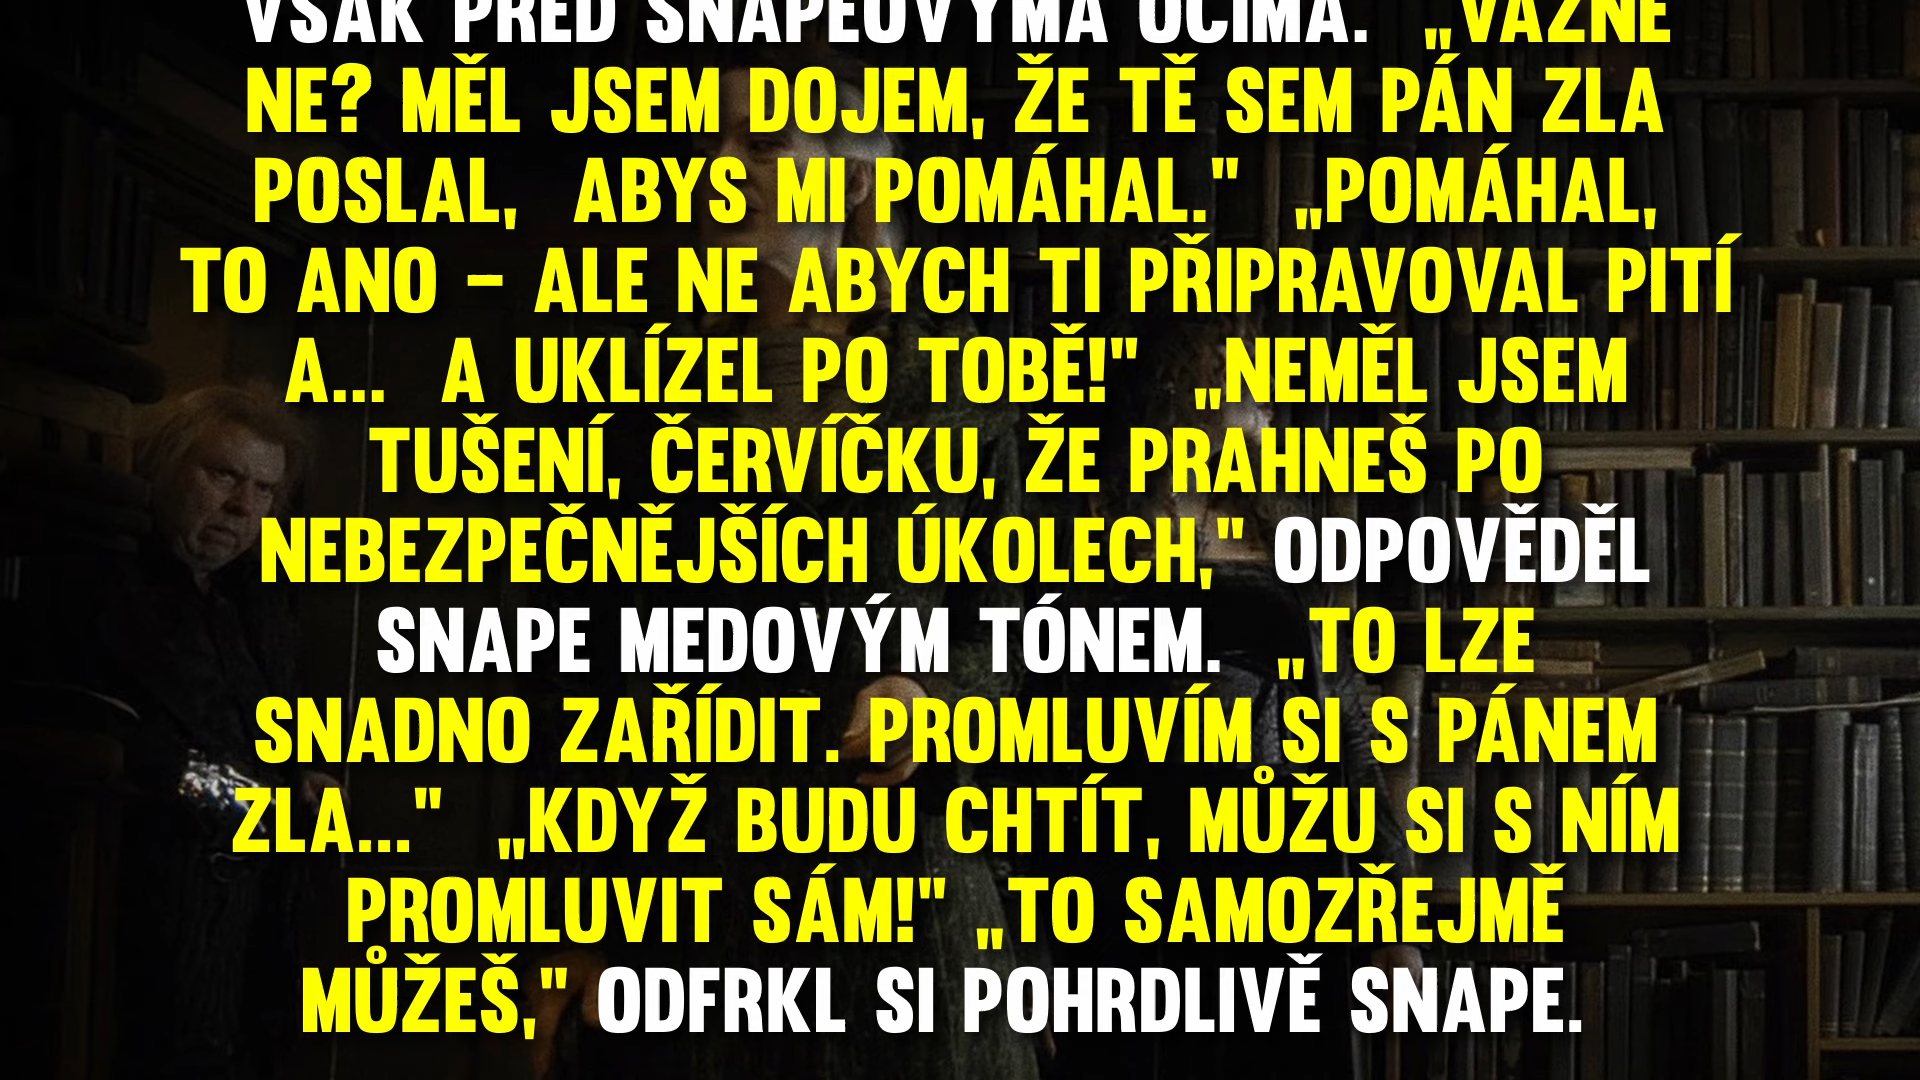 VŠAK PŘED SNAPEOVÝMA OČIMA. „VÁŽNĚ
NE? MĚL JSEM DOJEM, ŽE TĚ SEM PÁN ZLA
POSLAL, ABYS MI POMÁHAL." „POMÁHAL,
TO ANO – ALE NE ABYCH TI PŘIPRAVOVAL PITÍ
A... A UKLÍZEL PO TOBĚ!" „NEMĚL JSEM
TUŠENÍ, ČERVÍČKU, ŽE PRAHNEŠ PO
NEBEZPEČNĚJŠÍCH ÚKOLECH," ODPOVĚDĚL
SNAPE MEDOVÝM TÓNEM. „TO LZE
SNADNO ZAŘÍDIT. PROMLUVÍM SI S PÁNEM
ZLA..." „KDYŽ BUDU CHTÍT, MŮŽU SI S NÍM
PROMLUVIT SÁM!" „TO SAMOZŘEJMĚ
MŮŽEŠ," ODFRKL SI POHRDLIVĚ SNAPE.